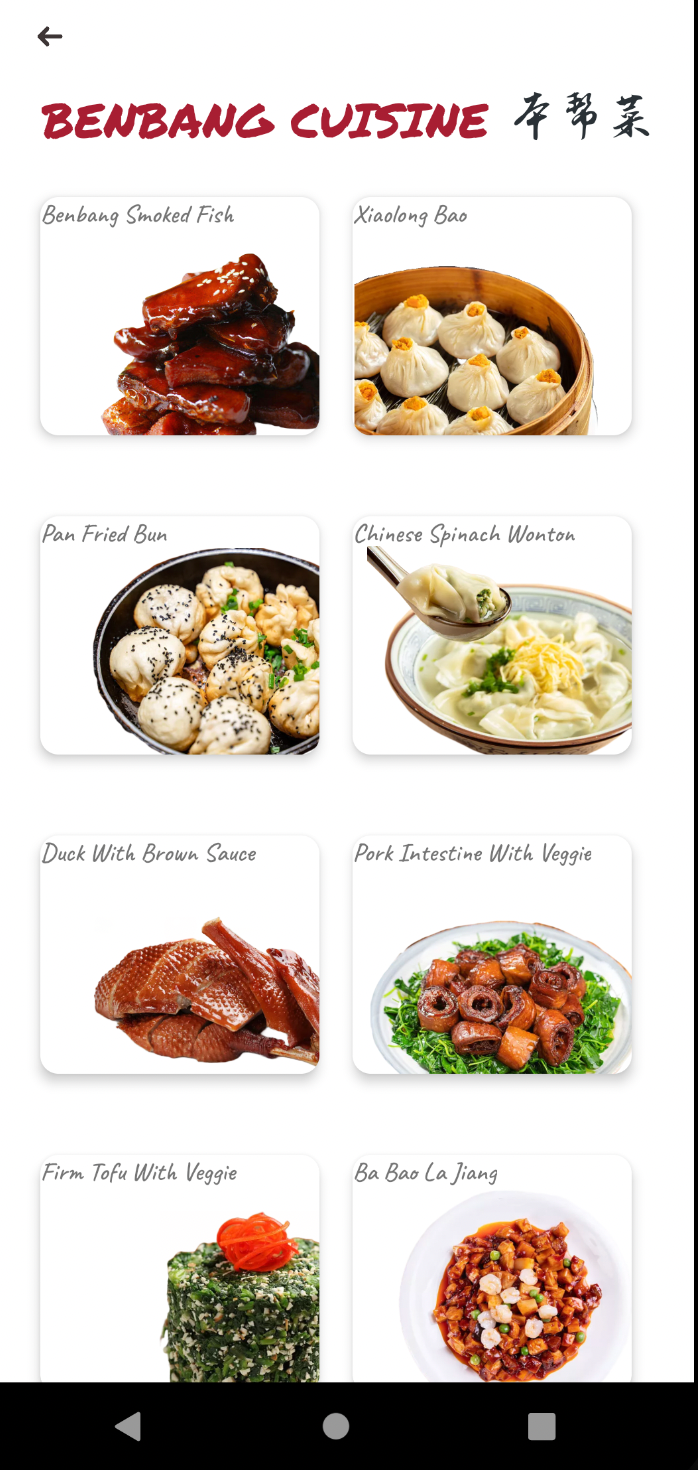 BENBANG CUISINE 本帮菜
Benbang Smoked Fish
Xiaolong Bao
Pan Fried Bun
Chinese Spinach Wonton
Duck With Brown Sauce
Pork Intestine With Veggie
Firm Tofu With Veggie
Ba Bao La Jiang